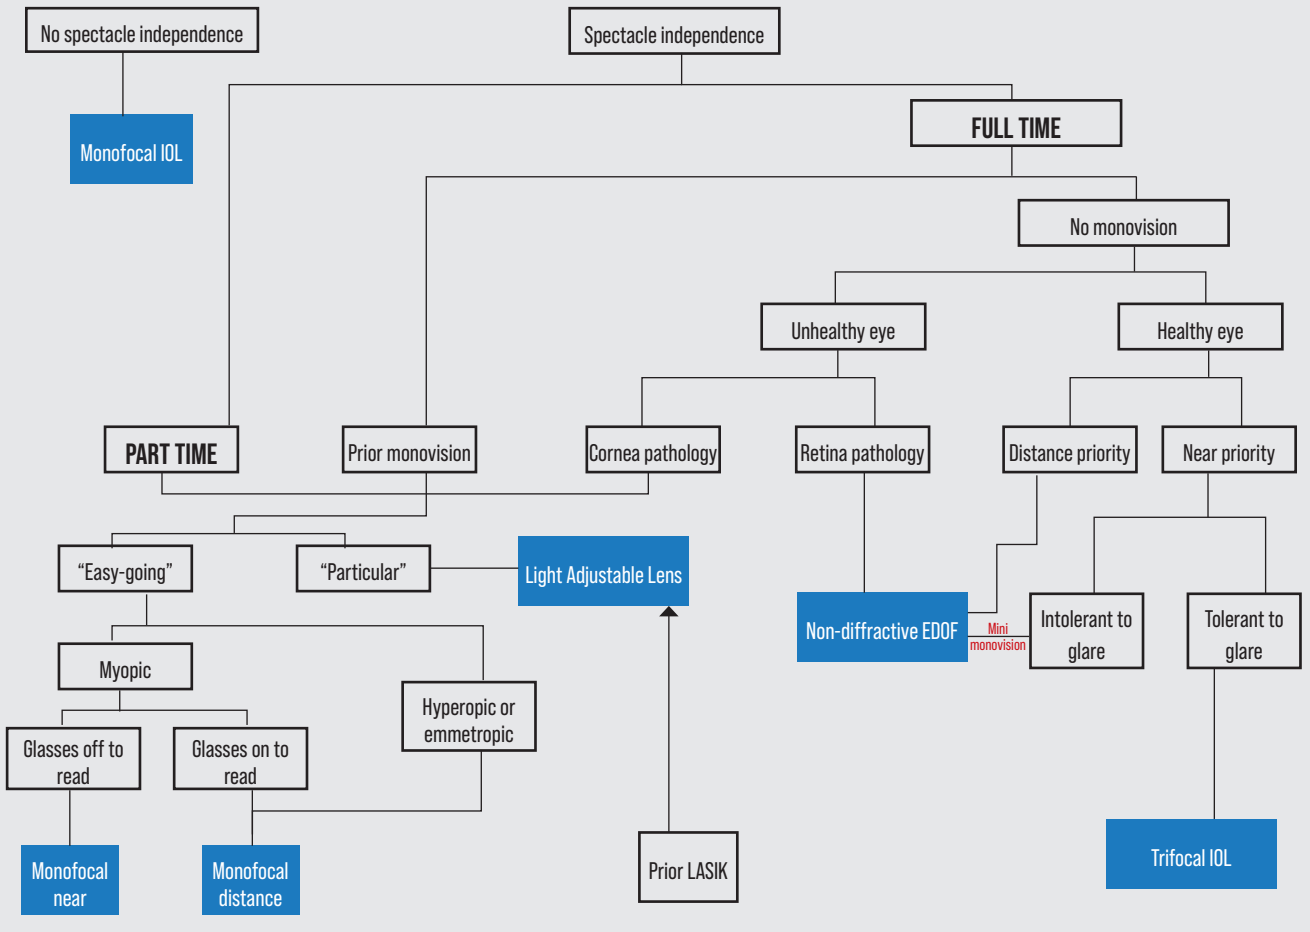 No spectacle independence
Spectacle independence
Monofocal IOL
FULL TIME
No monovision
Unhealthy eye
Healthy eye
PART TIME
Prior monovision
Cornea pathology
Retina pathology
Distance priority
Near priority
“Easy-going”
“Particular”
Light Adjustable Lens
Non-diffractive EDOF
Mini
monovision
Intolerant to
glare
Tolerant to
glare
Myopic
Hyperopic or
emmetropic
Glasses off to
read
Glasses on to
read
Monofocal
near
Monofocal
distance
Prior LASIK
Trifocal IOL